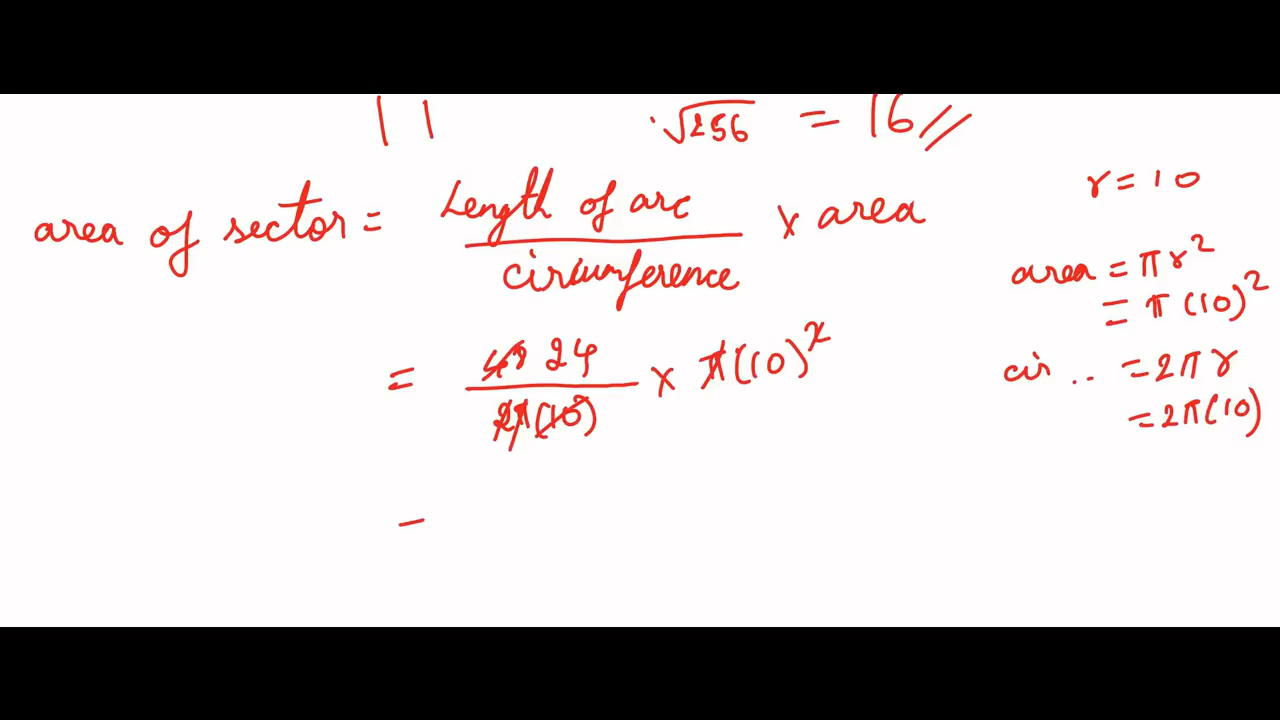 11 √256 = 16//
r = 10
area of sector = Length of arc / circumference × area
area = πr²
= π(10)²
= 48 24 / 2π(10) × π(10)²
cir .. = 2πr
= 2π(10)
–